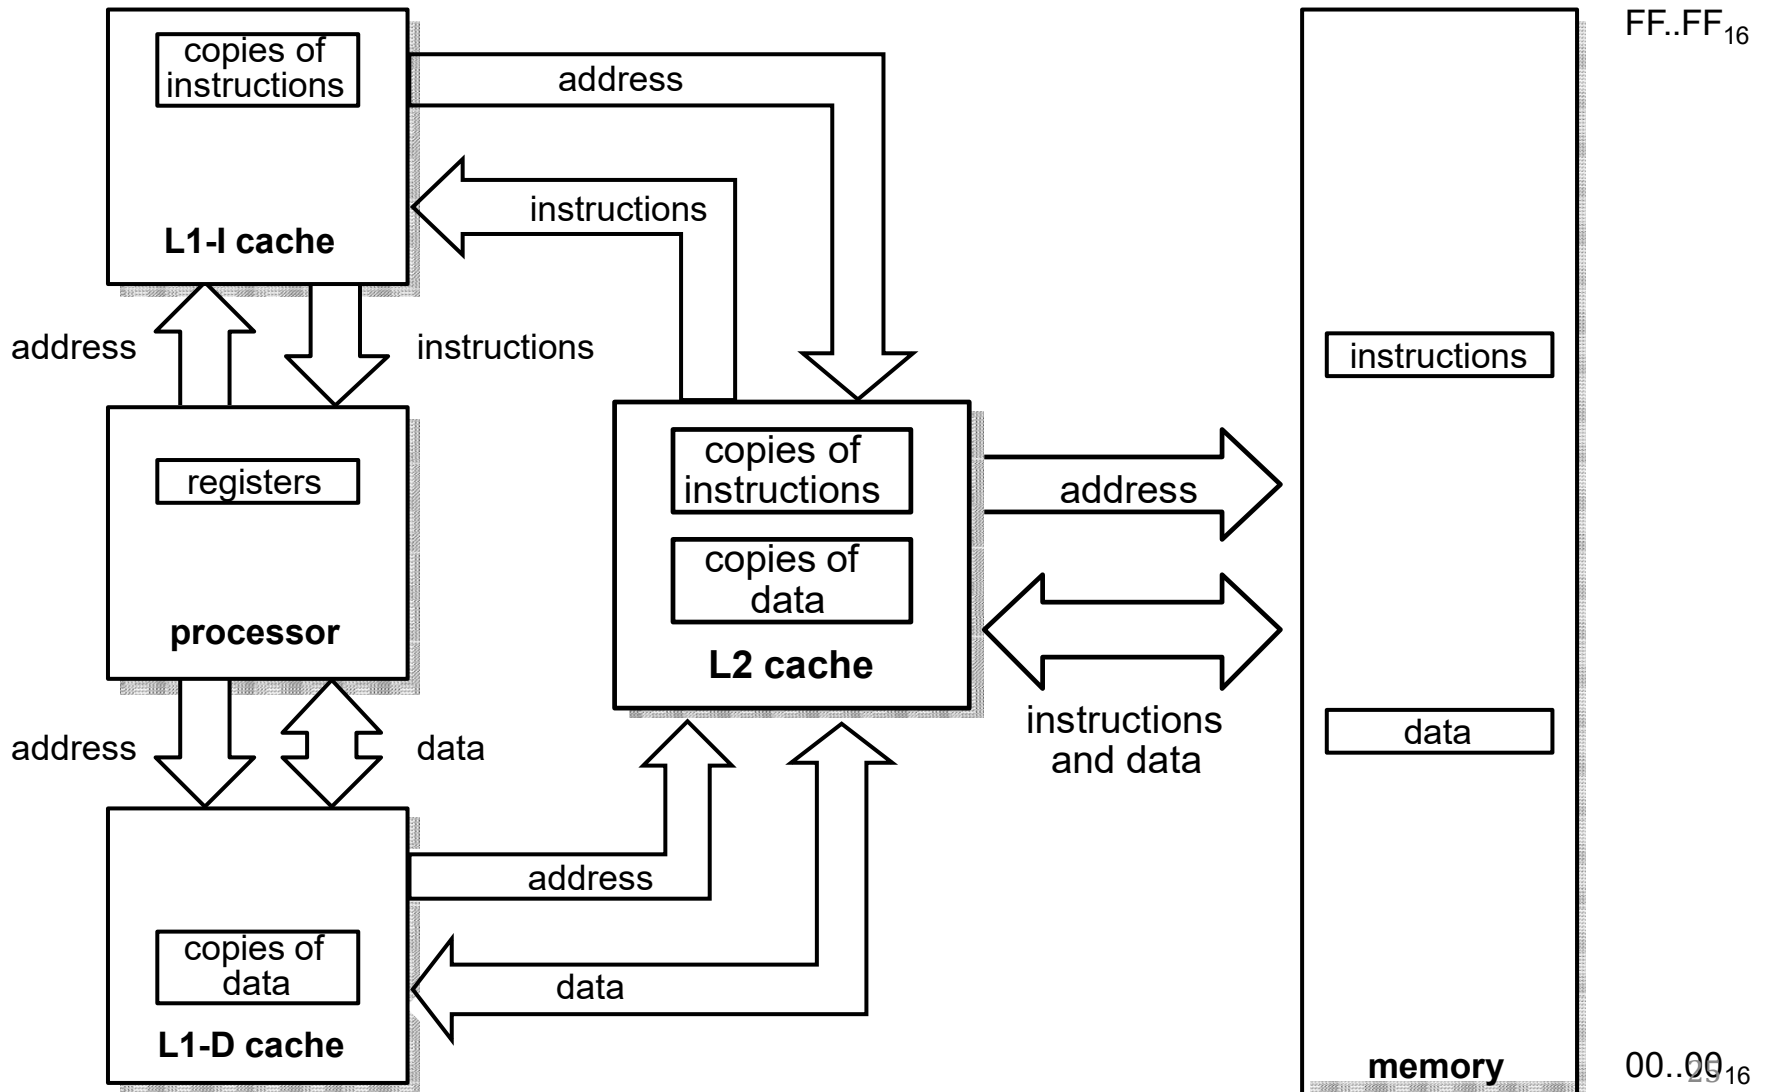 copies of
instructions
L1-I cache
address
instructions
address
instructions
registers
processor
address
data
copies of
data
L1-D cache
address
data
copies of
instructions
copies of
data
L2 cache
address
instructions
and data
instructions
data
memory
FF..FF16
00..0016
25